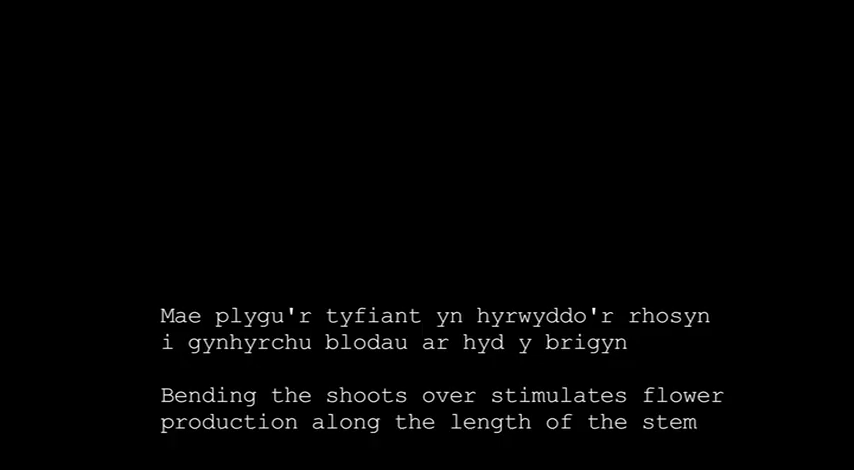 Mae plygu'r tyfiant yn hyrwyddo'r rhosyn
i gynhyrchu blodau ar hyd y brigyn
Bending the shoots over stimulates flower
production along the length of the stem